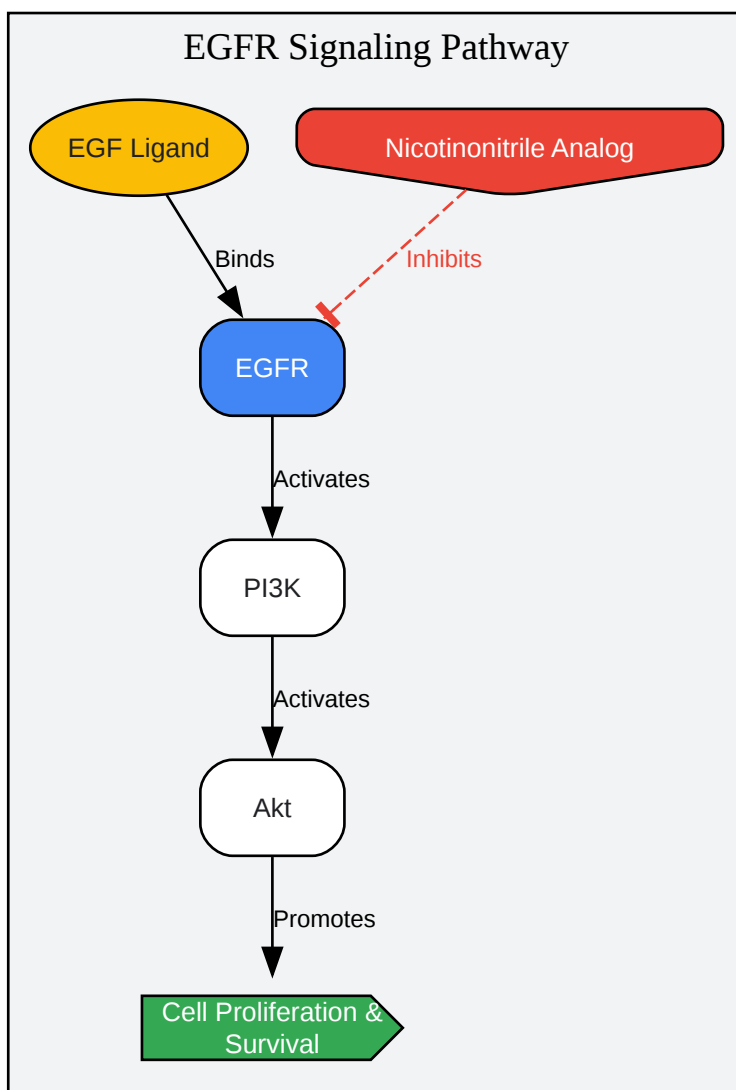 EGFR Signaling Pathway
EGF Ligand
Nicotinonitrile Analog
Binds
Inhibits
EGFR
Activates
PI3K
Activates
Akt
Promotes
Cell Proliferation &
Survival